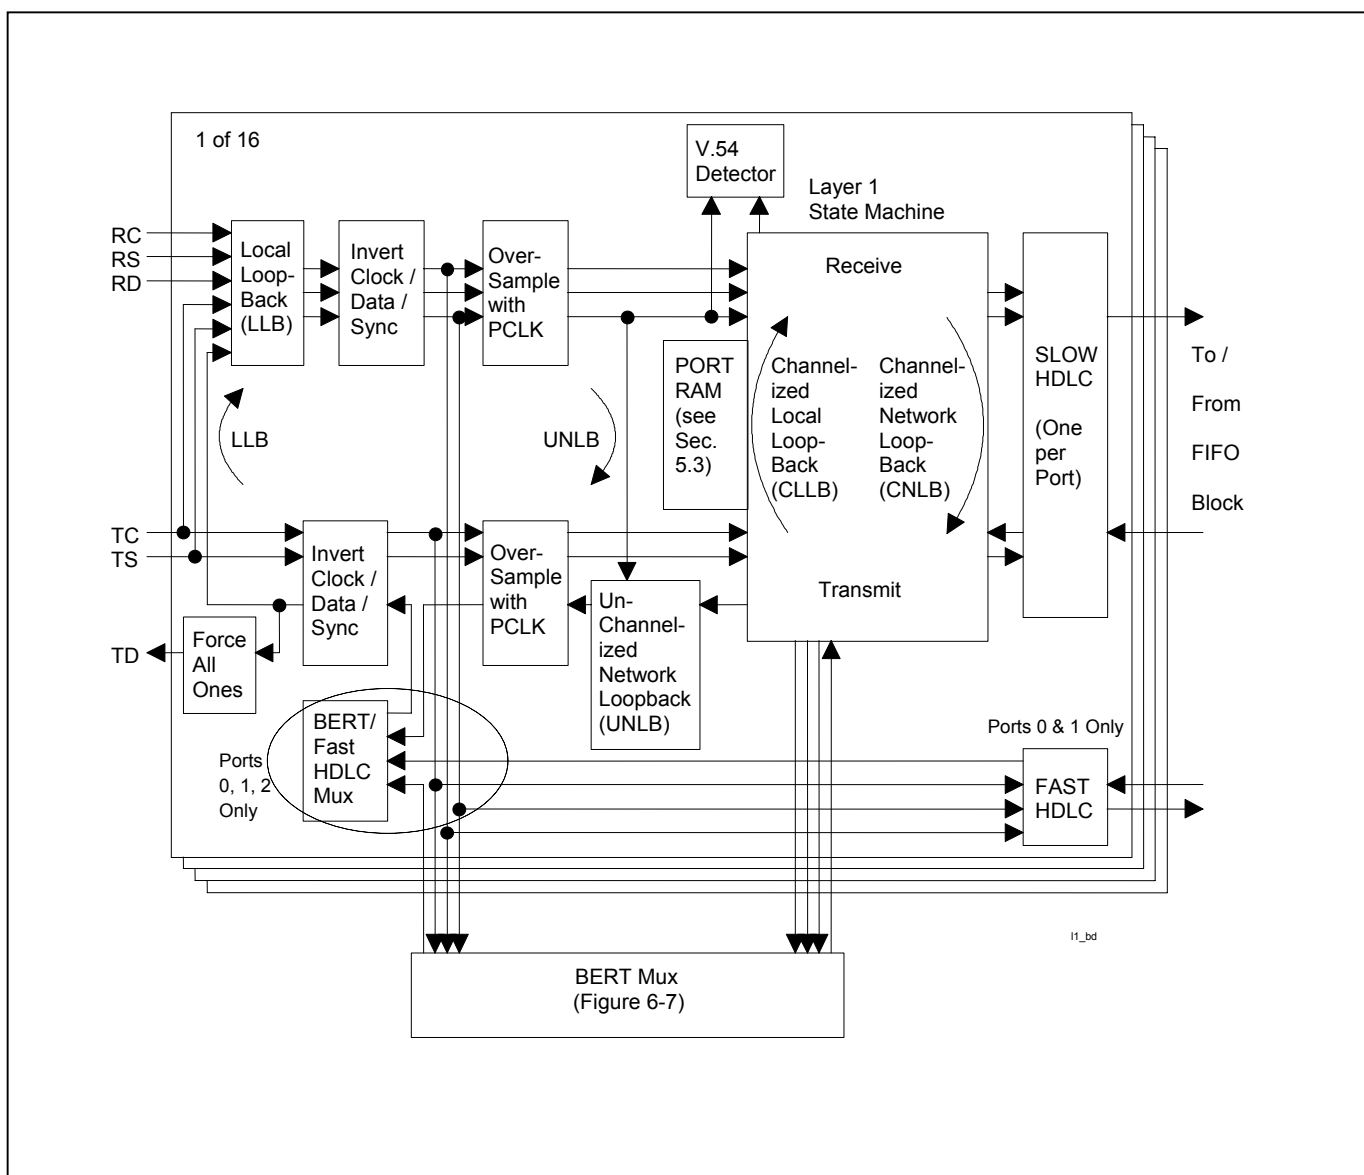 1 of 16
V.54
Detector
Layer 1
State Machine
RC
RS
RD
Local
Loop-
Back
(LLB)
Invert
Clock /
Data /
Sync
Over-
Sample
with
PCLK
Receive
PORT
RAM
(see
Sec.
5.3)
Channel-
ized
Local
Loop-
Back
(CLLB)
Channel-
ized
Network
Loop-
Back
(CNLB)
SLOW
HDLC
(One
per
Port)
To /
From
FIFO
Block
LLB
UNLB
TC
TS
TD
Invert
Clock /
Data /
Sync
Over-
Sample
with
PCLK
Un-
Channel-
ized
Network
Loopback
(UNLB)
Transmit
Force
All
Ones
BERT/
Fast
HDLC
Mux
Ports
0, 1, 2
Only
Ports 0 & 1 Only
FAST
HDLC
l1_bd
BERT Mux
(Figure 6-7)